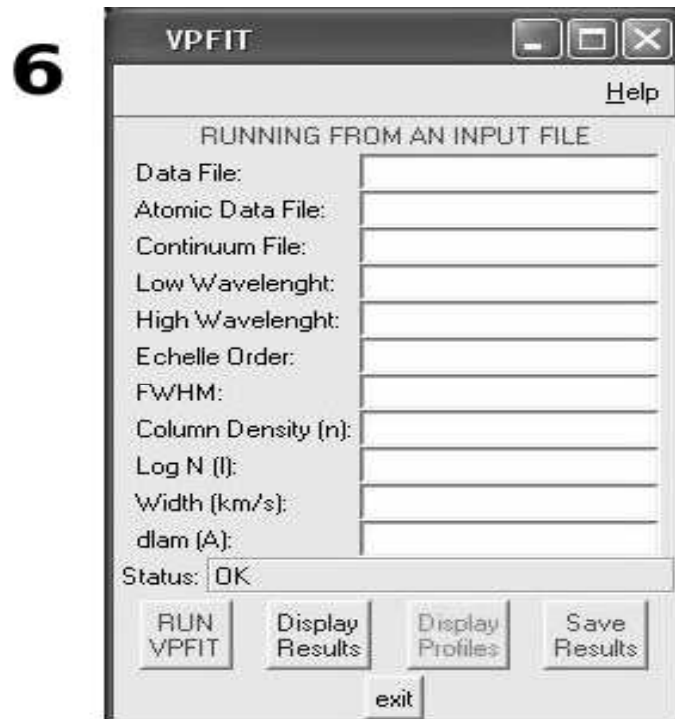 6
VPFIT
Help
RUNNING FROM AN INPUT FILE
Data File:
Atomic Data File:
Continuum File:
Low Wavelenght:
High Wavelenght:
Echelle Order:
FWHM:
Column Density (n):
Log N (l):
Width (km/s):
dlam (A):
Status: OK
RUN VPFIT
Display Results
Display Profiles
Save Results
exit